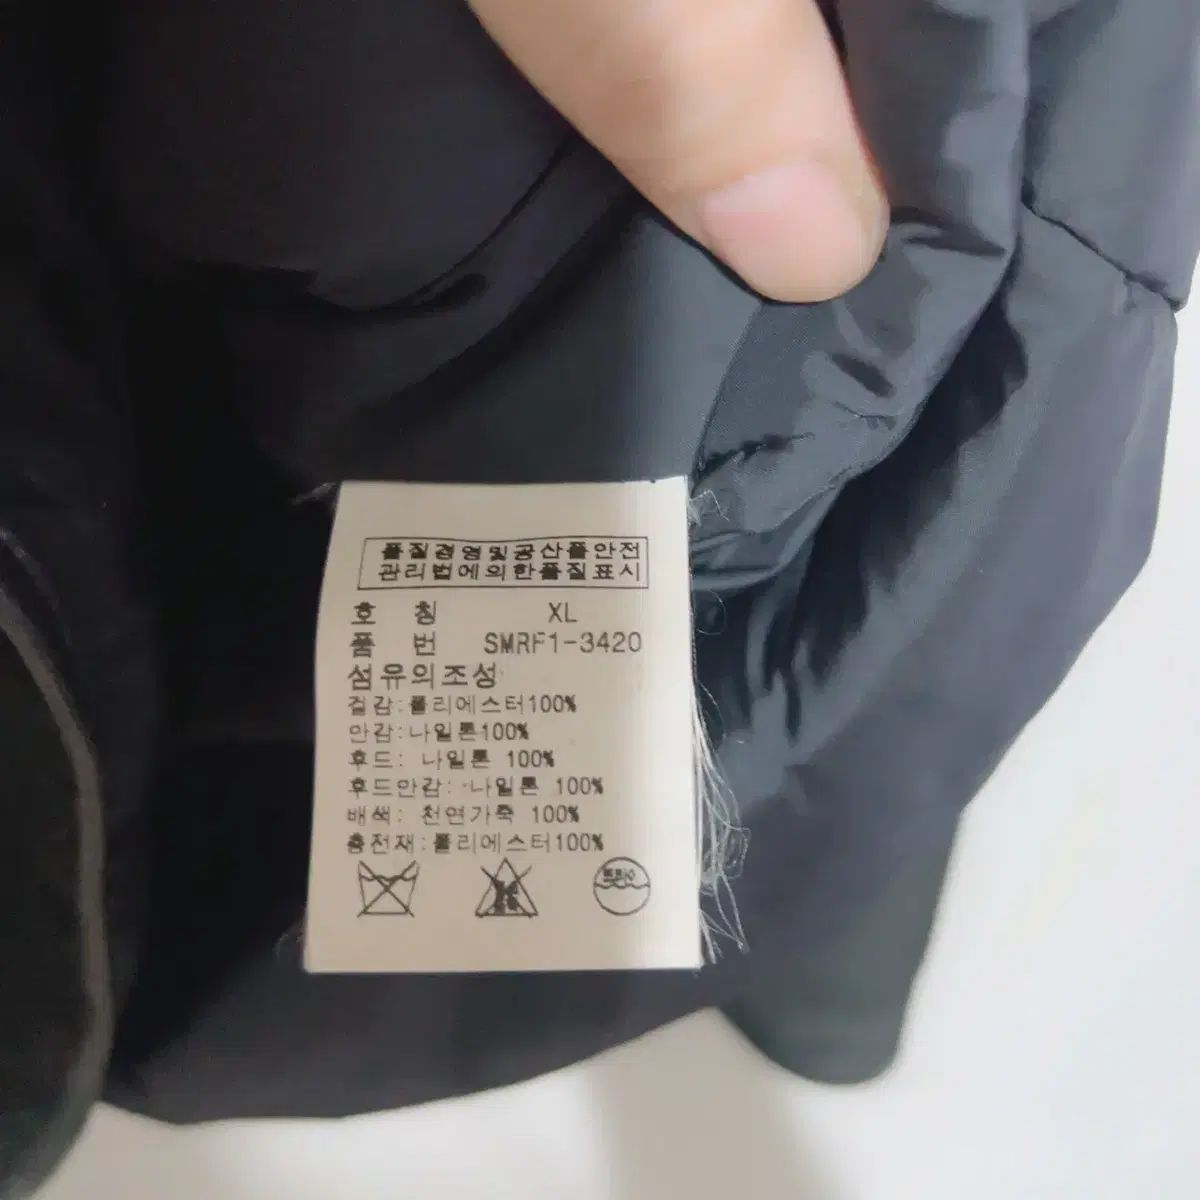 품질경영및공산품안전
관리법에의한품질표시
호 칭 XL
품 번 SMRF1-3420
섬유의조성
겉감:폴리에스터100%
안감:나일론100%
후드: 나일론 100%
후드안감: 나일론 100%
배색: 천연가죽 100%
충전재:폴리에스터100%